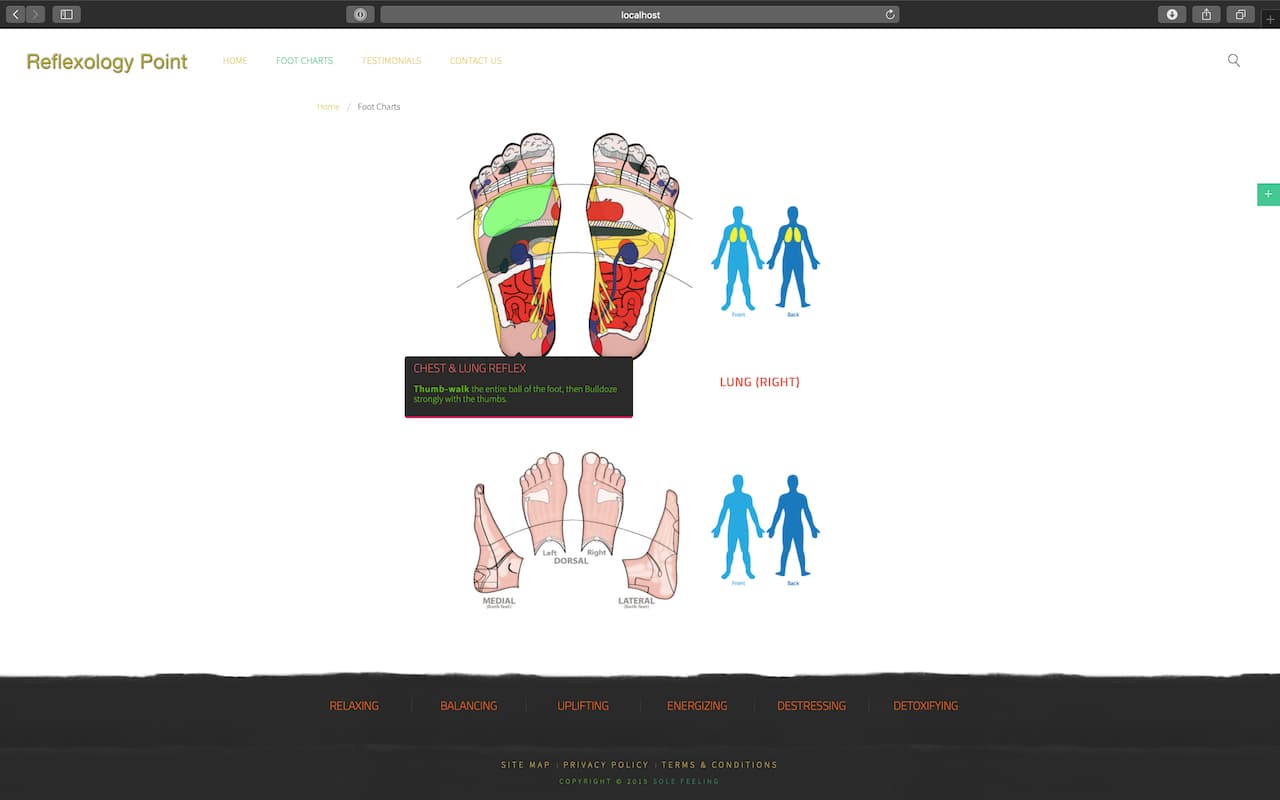 localhost
Reflexology Point
HOME
FOOT CHARTS
TESTIMONIALS
CONTACT US
Home / Foot Charts
Front
Back
CHEST & LUNG REFLEX
Thumb-walk the entire ball of the foot, then Bulldoze
strongly with the thumbs.
LUNG (RIGHT)
Left
Right
DORSAL
MEDIAL
(both feet)
LATERAL
(both feet)
Front
Back
RELAXING
BALANCING
UPLIFTING
ENERGIZING
DESTRESSING
DETOXIFYING
SITE MAP | PRIVACY POLICY | TERMS & CONDITIONS
COPYRIGHT © 2015 SOLE FEELING